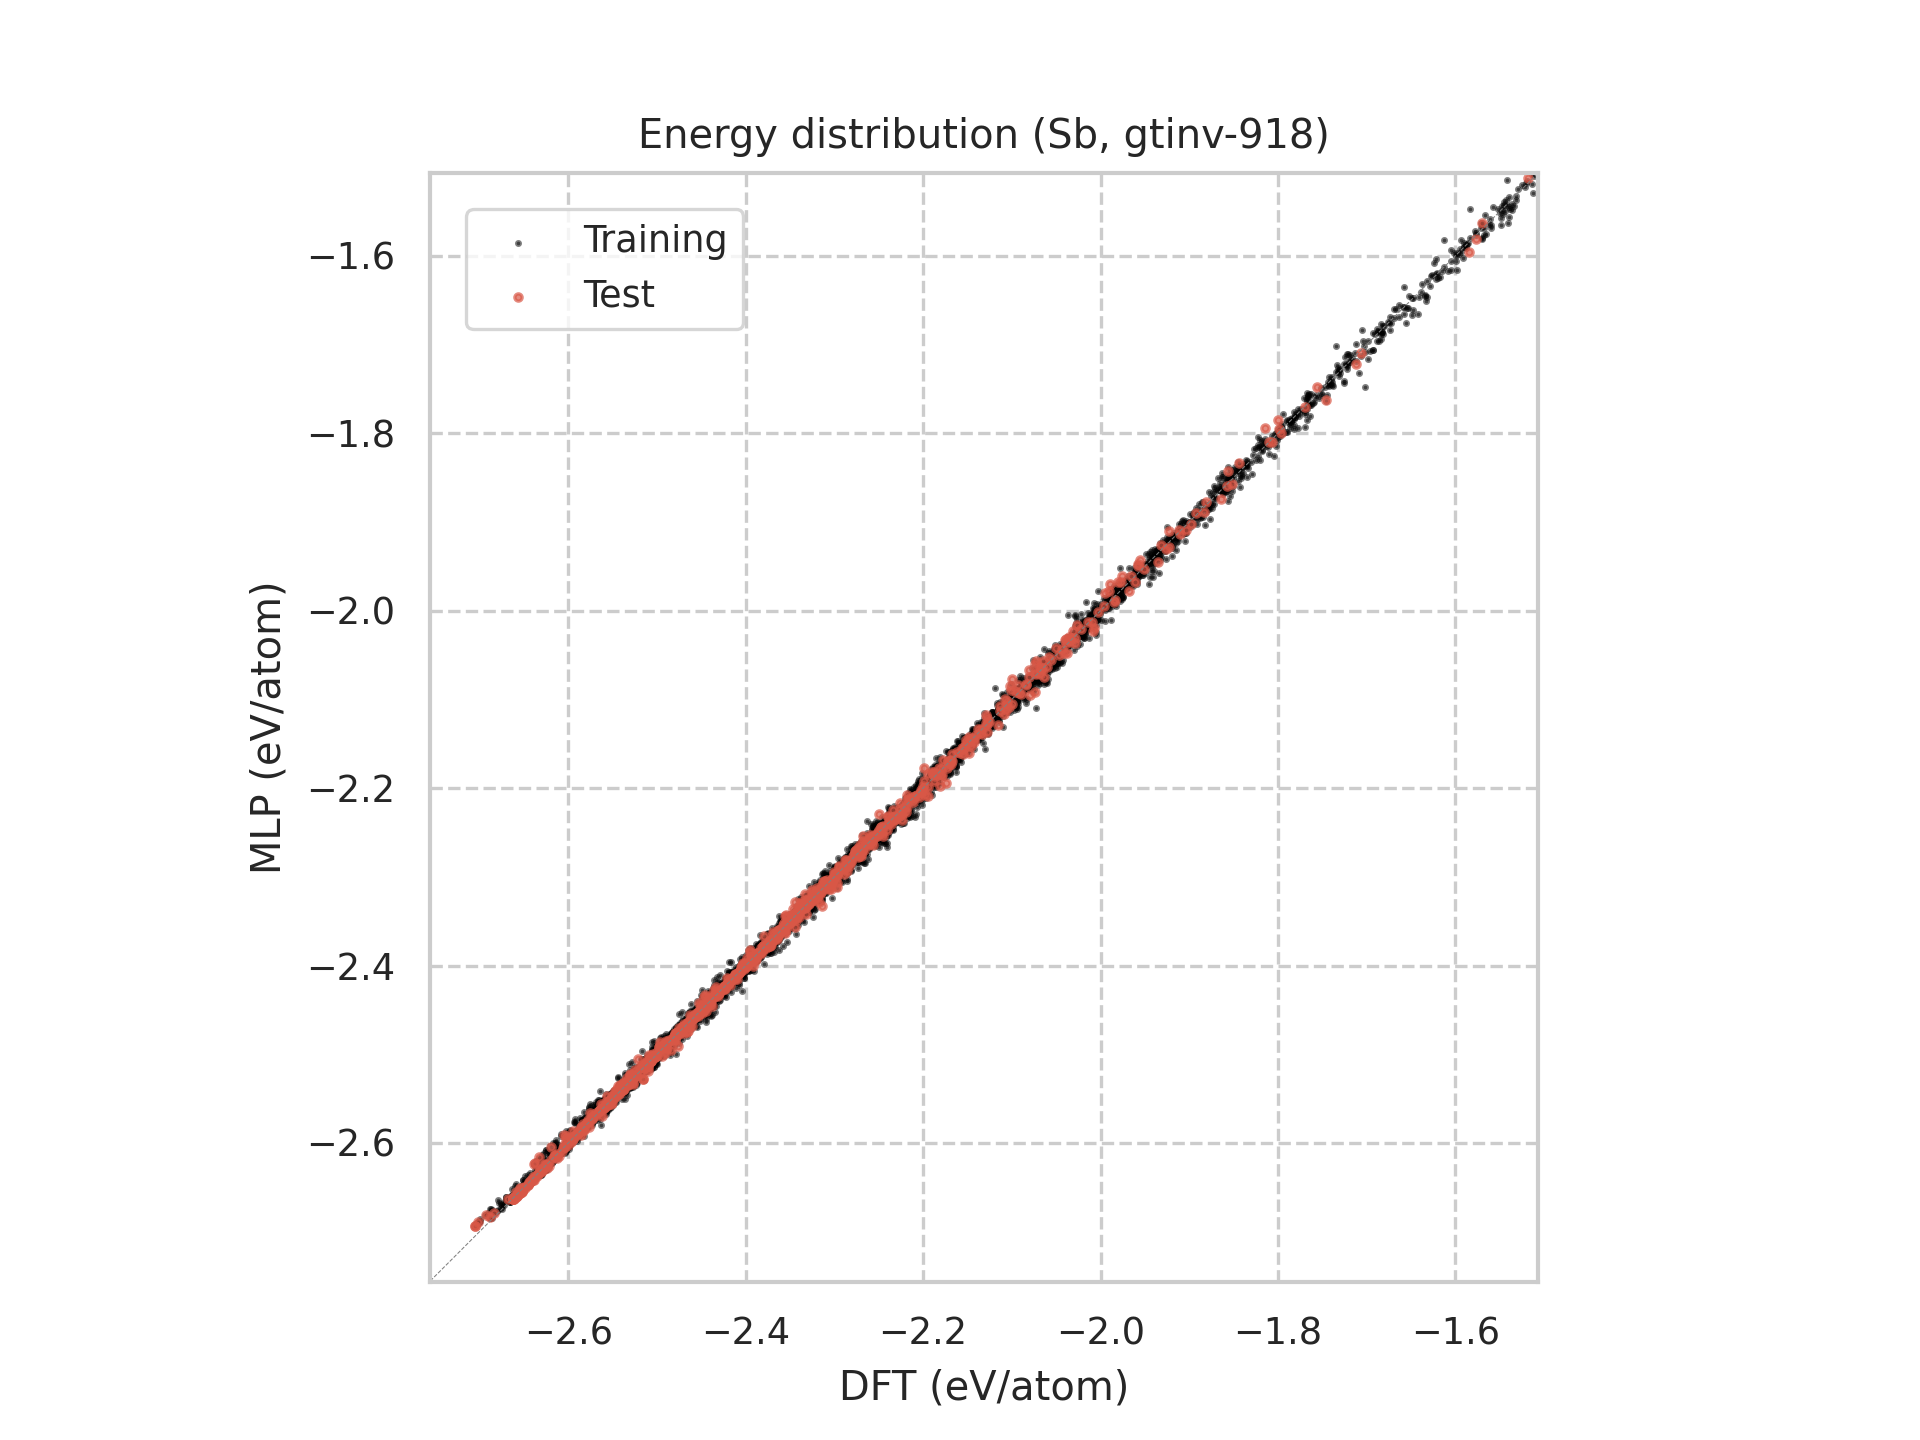 Energy distribution (Sb, gtinv-918)
Training
Test
−1.6
−1.8
−2.0
−2.2
−2.4
−2.6
MLP (eV/atom)
−2.6 −2.4 −2.2 −2.0 −1.8 −1.6
DFT (eV/atom)